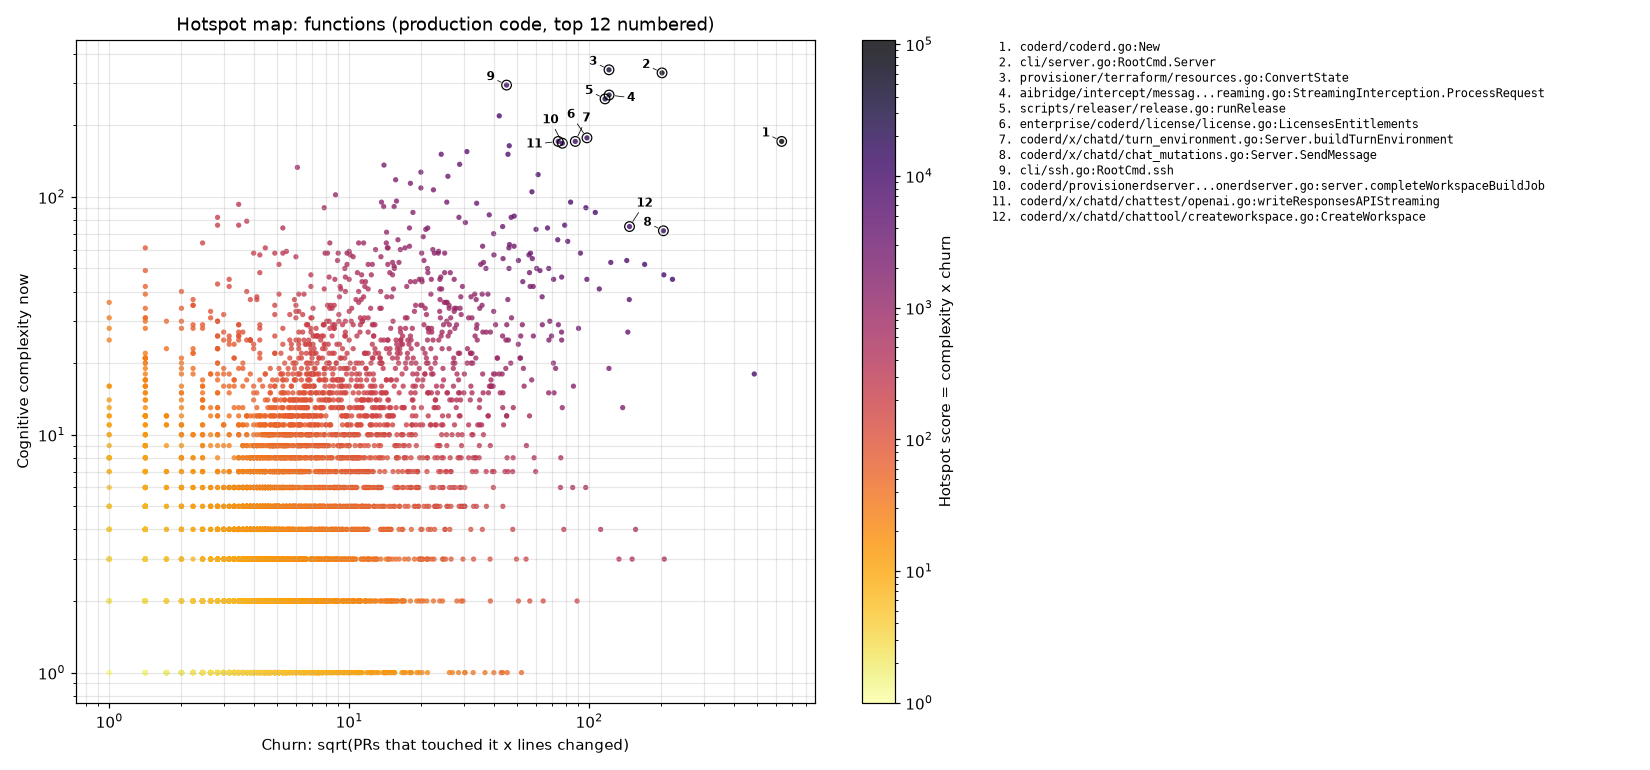 Hotspot map: functions (production code, top 12 numbered)
3
2
9
5
4
6
7
10
11
1
12
8
Cognitive complexity now
10²
10¹
10⁰
10⁰
10¹
10²
Churn: sqrt(PRs that touched it x lines changed)
10⁵
10⁴
10³
10²
10¹
10⁰
Hotspot score = complexity x churn
1. coderd/coderd.go:New
2. cli/server.go:RootCmd.Server
3. provisioner/terraform/resources.go:ConvertState
4. aibridge/intercept/messag...reaming.go:StreamingInterception.ProcessRequest
5. scripts/releaser/release.go:runRelease
6. enterprise/coderd/license/license.go:LicensesEntitlements
7. coderd/x/chatd/turn_environment.go:Server.buildTurnEnvironment
8. coderd/x/chatd/chat_mutations.go:Server.SendMessage
9. cli/ssh.go:RootCmd.ssh
10. coderd/provisionerdserver...onerdserver.go:server.completeWorkspaceBuildJob
11. coderd/x/chatd/chattest/openai.go:writeResponsesAPIStreaming
12. coderd/x/chatd/chattool/createworkspace.go:CreateWorkspace